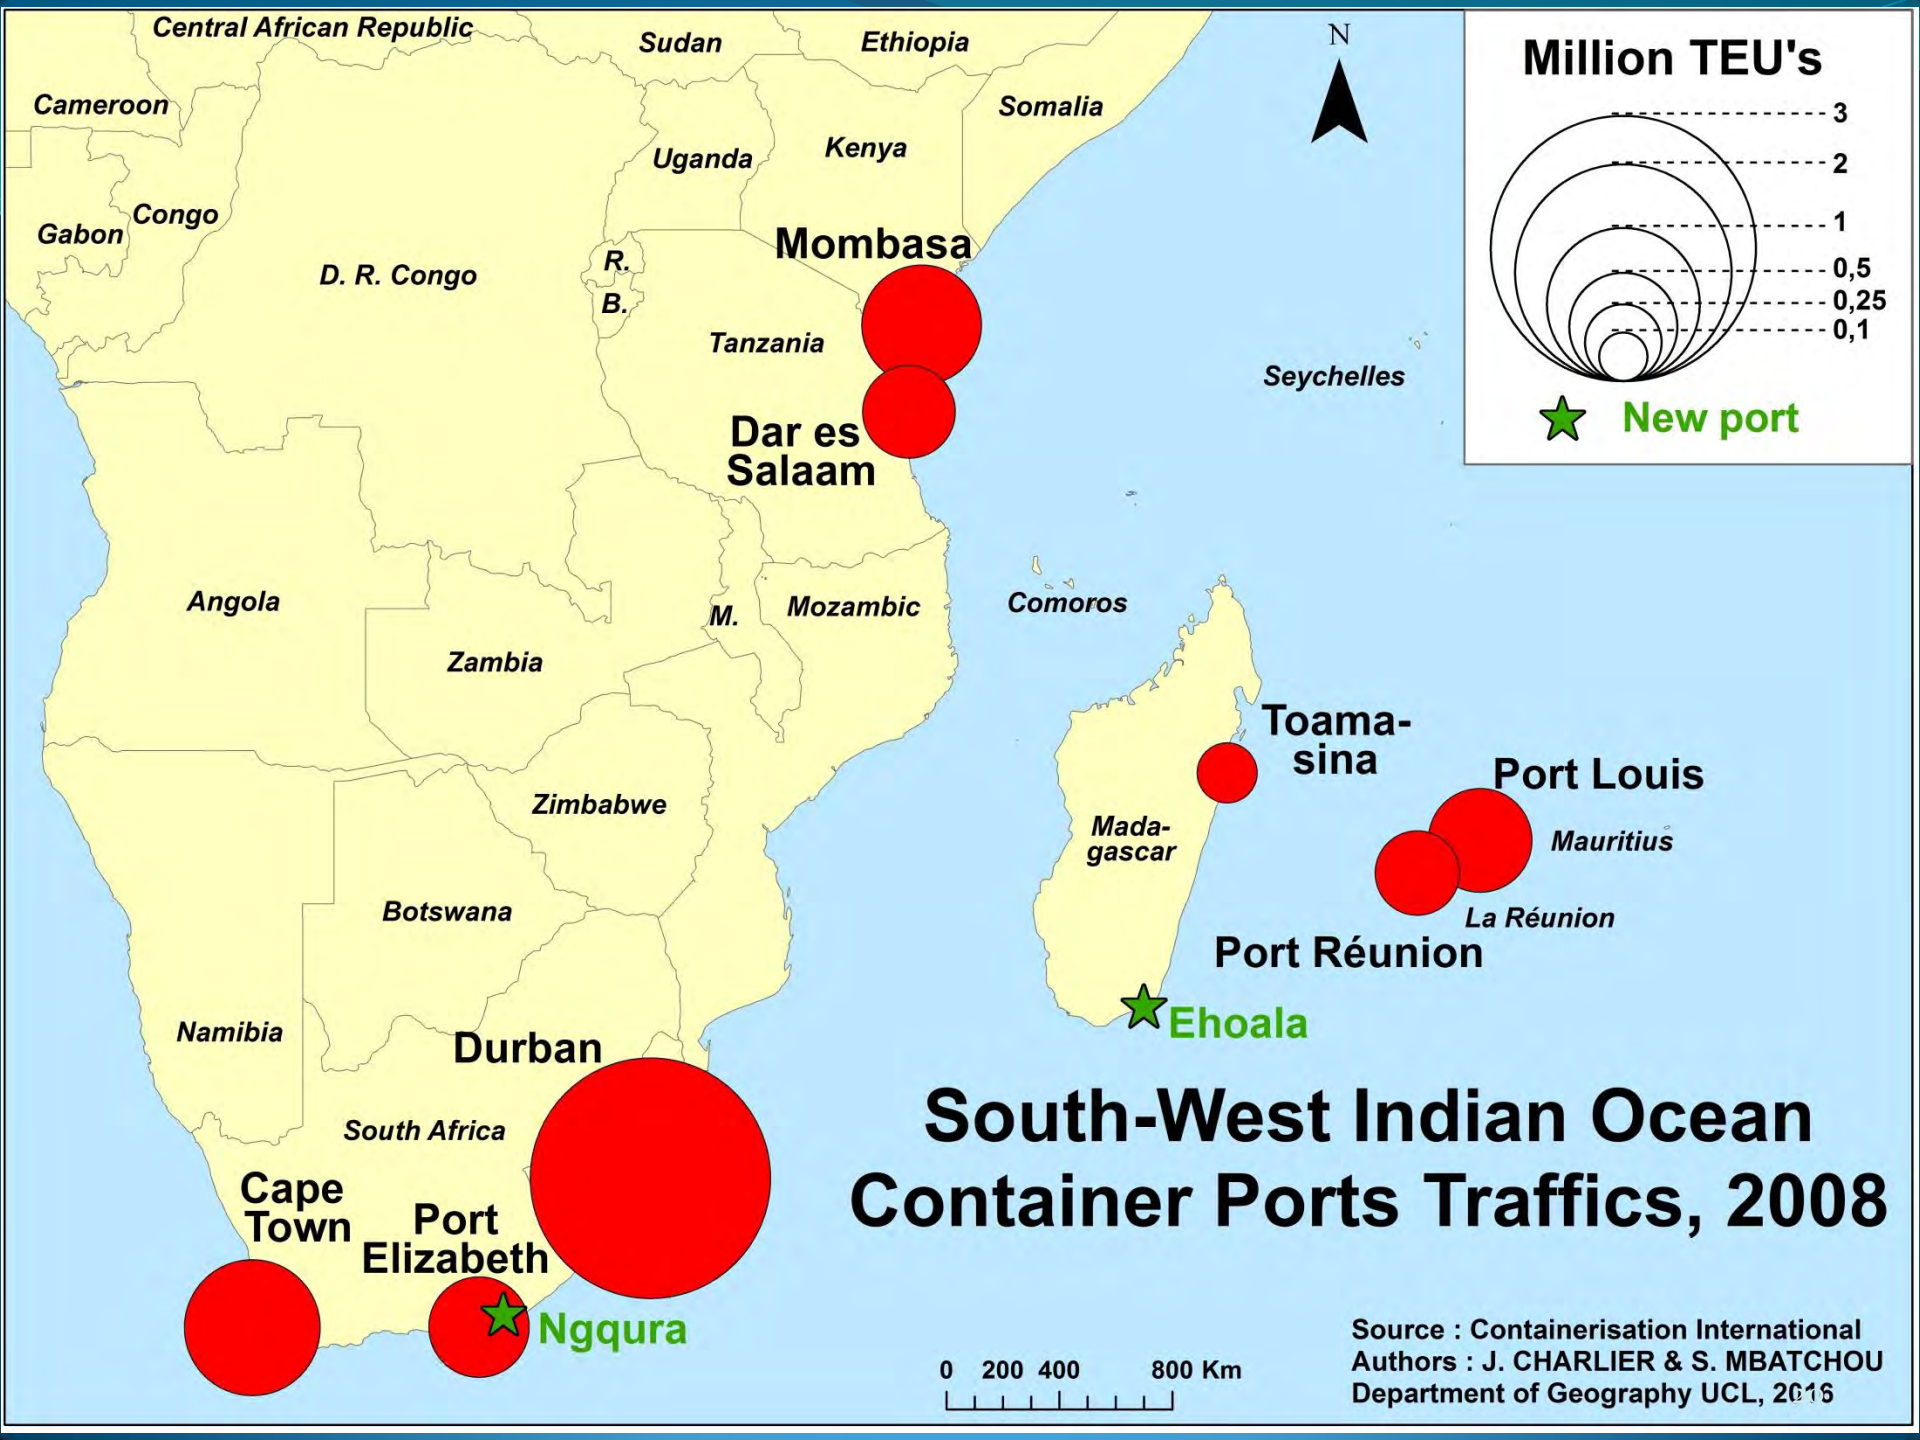 Central African Republic
Sudan
Ethiopia
N
Million TEU's
Cameroon
Somalia
3
Uganda
Kenya
2
Gabon
Congo
1
Mombasa
D. R. Congo
R.
0,5
B.
0,25
Tanzania
0,1
Seychelles
New port
Dar es
Salaam
Angola
M.
Mozambic
Comoros
Zambia
Toama-
sina
Port Louis
Zimbabwe
Mada-
gascar
Mauritius
Botswana
La Réunion
Port Réunion
Namibia
Ehoala
Durban
South Africa
South-West Indian Ocean
Container Ports Traffics, 2008
Cape
Town
Port
Elizabeth
Ngqura
0 200 400 800 Km
Source : Containerisation International
Authors : J. CHARLIER & S. MBATCHOU
Department of Geography UCL, 2016